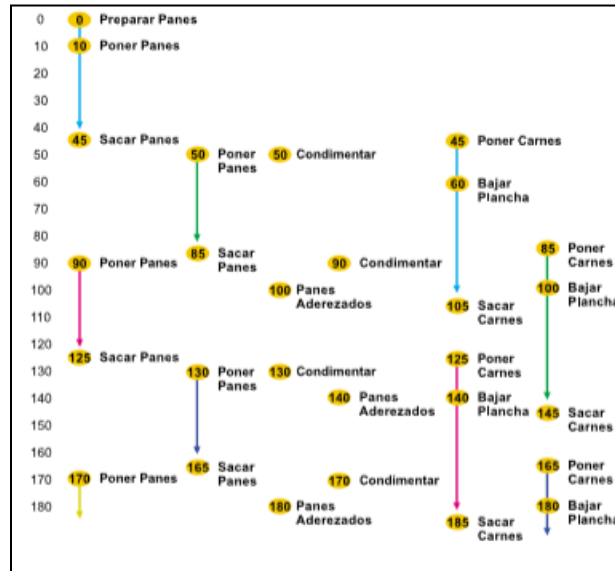 0 0 Preparar Panes
10 10 Poner Panes
20
30
40
45 Sacar Panes 45 Poner Carnes
50 50 Poner Panes 50 Condimentar
60 60 Bajar Plancha
70
80
85 Sacar Panes 85 Poner Carnes
90 90 Poner Panes 90 Condimentar
100 100 Panes Aderezados 100 Bajar Plancha
105 Sacar Carnes
110
120
125 Sacar Panes 125 Poner Carnes
130 130 Poner Panes 130 Condimentar
140 140 Panes Aderezados 140 Bajar Plancha
145 Sacar Carnes
150
160
165 Sacar Panes 165 Poner Carnes
170 170 Poner Panes 170 Condimentar
180 180 Panes Aderezados 180 Bajar Plancha
185 Sacar Carnes